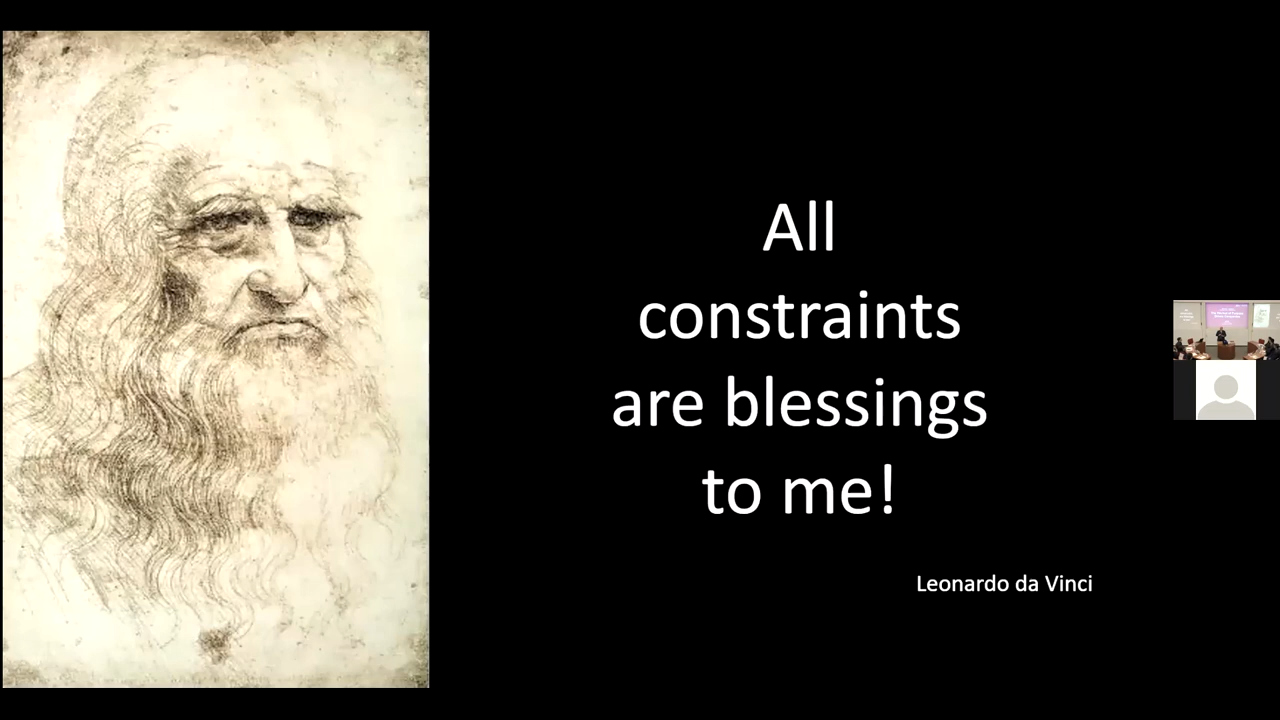 All
constraints
are blessings
to me!
Leonardo da Vinci